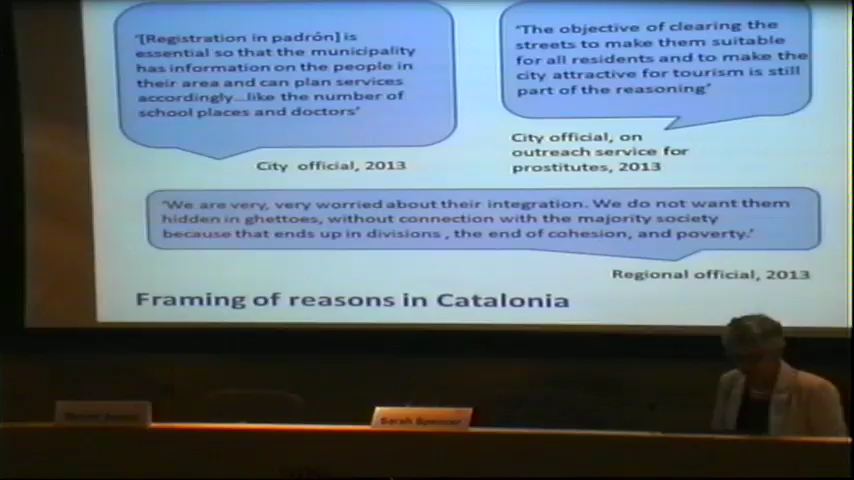 '[Registration in padrón] is
essential so that the municipality
has information on the people in
their area and can plan services
accordingly...like the number of
school places and doctors'
City official, 2013
'The objective of clearing the
streets to make them suitable
for all residents and to make the
city attractive for tourism is still
part of the reasoning'
City official, on
outreach service for
prostitutes, 2013
'We are very, very worried about their integration. We do not want them
hidden in ghettoes, without connection with the majority society
because that ends up in divisions , the end of cohesion, and poverty.'
Regional official, 2013
Framing of reasons in Catalonia
Sarah Spencer